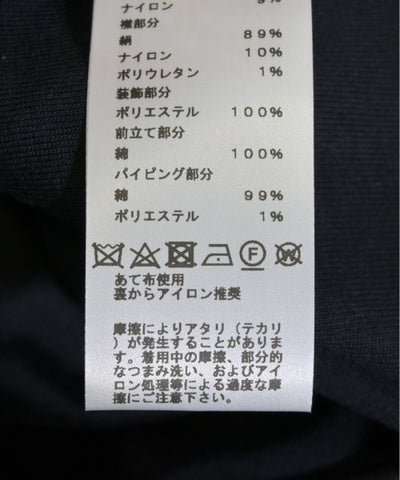 ナイロン 9%
襟部分
絹 89%
ナイロン 10%
ポリウレタン 1%
装飾部分
ポリエステル 100%
前立て部分
綿 100%
パイピング部分
綿 99%
ポリエステル 1%
F W
あて布使用
裏からアイロン推奨
摩擦によりアタリ（テカリ
）が発生することがありま
す。着用中の摩擦、部分的
なつまみ洗い、およびアイ
ロン処理等による過度な摩
擦にご注意下さい。